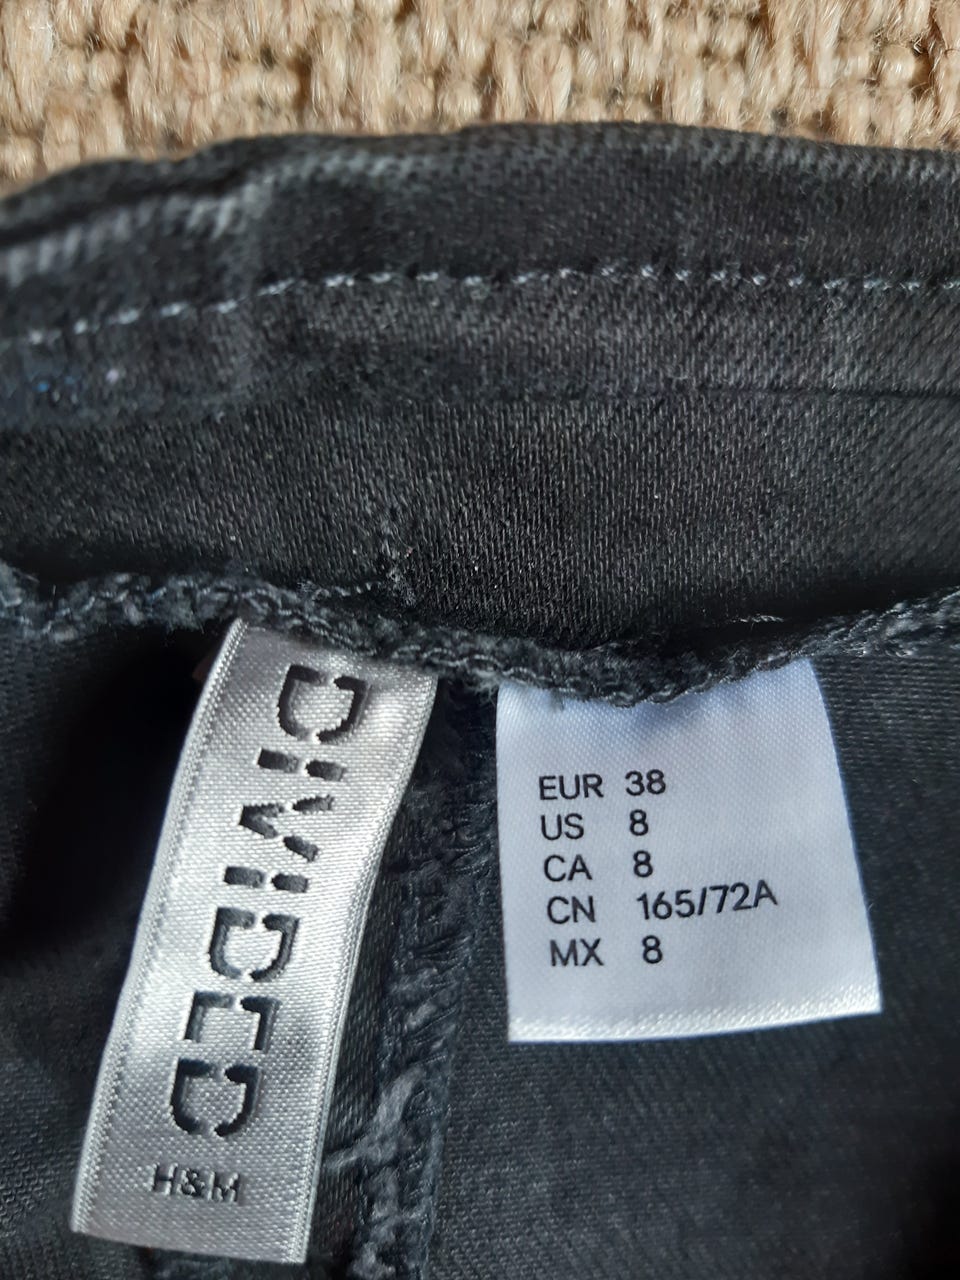 DIVIDED
H&M
EUR 38
US 8
CA 8
CN 165/72A
MX 8